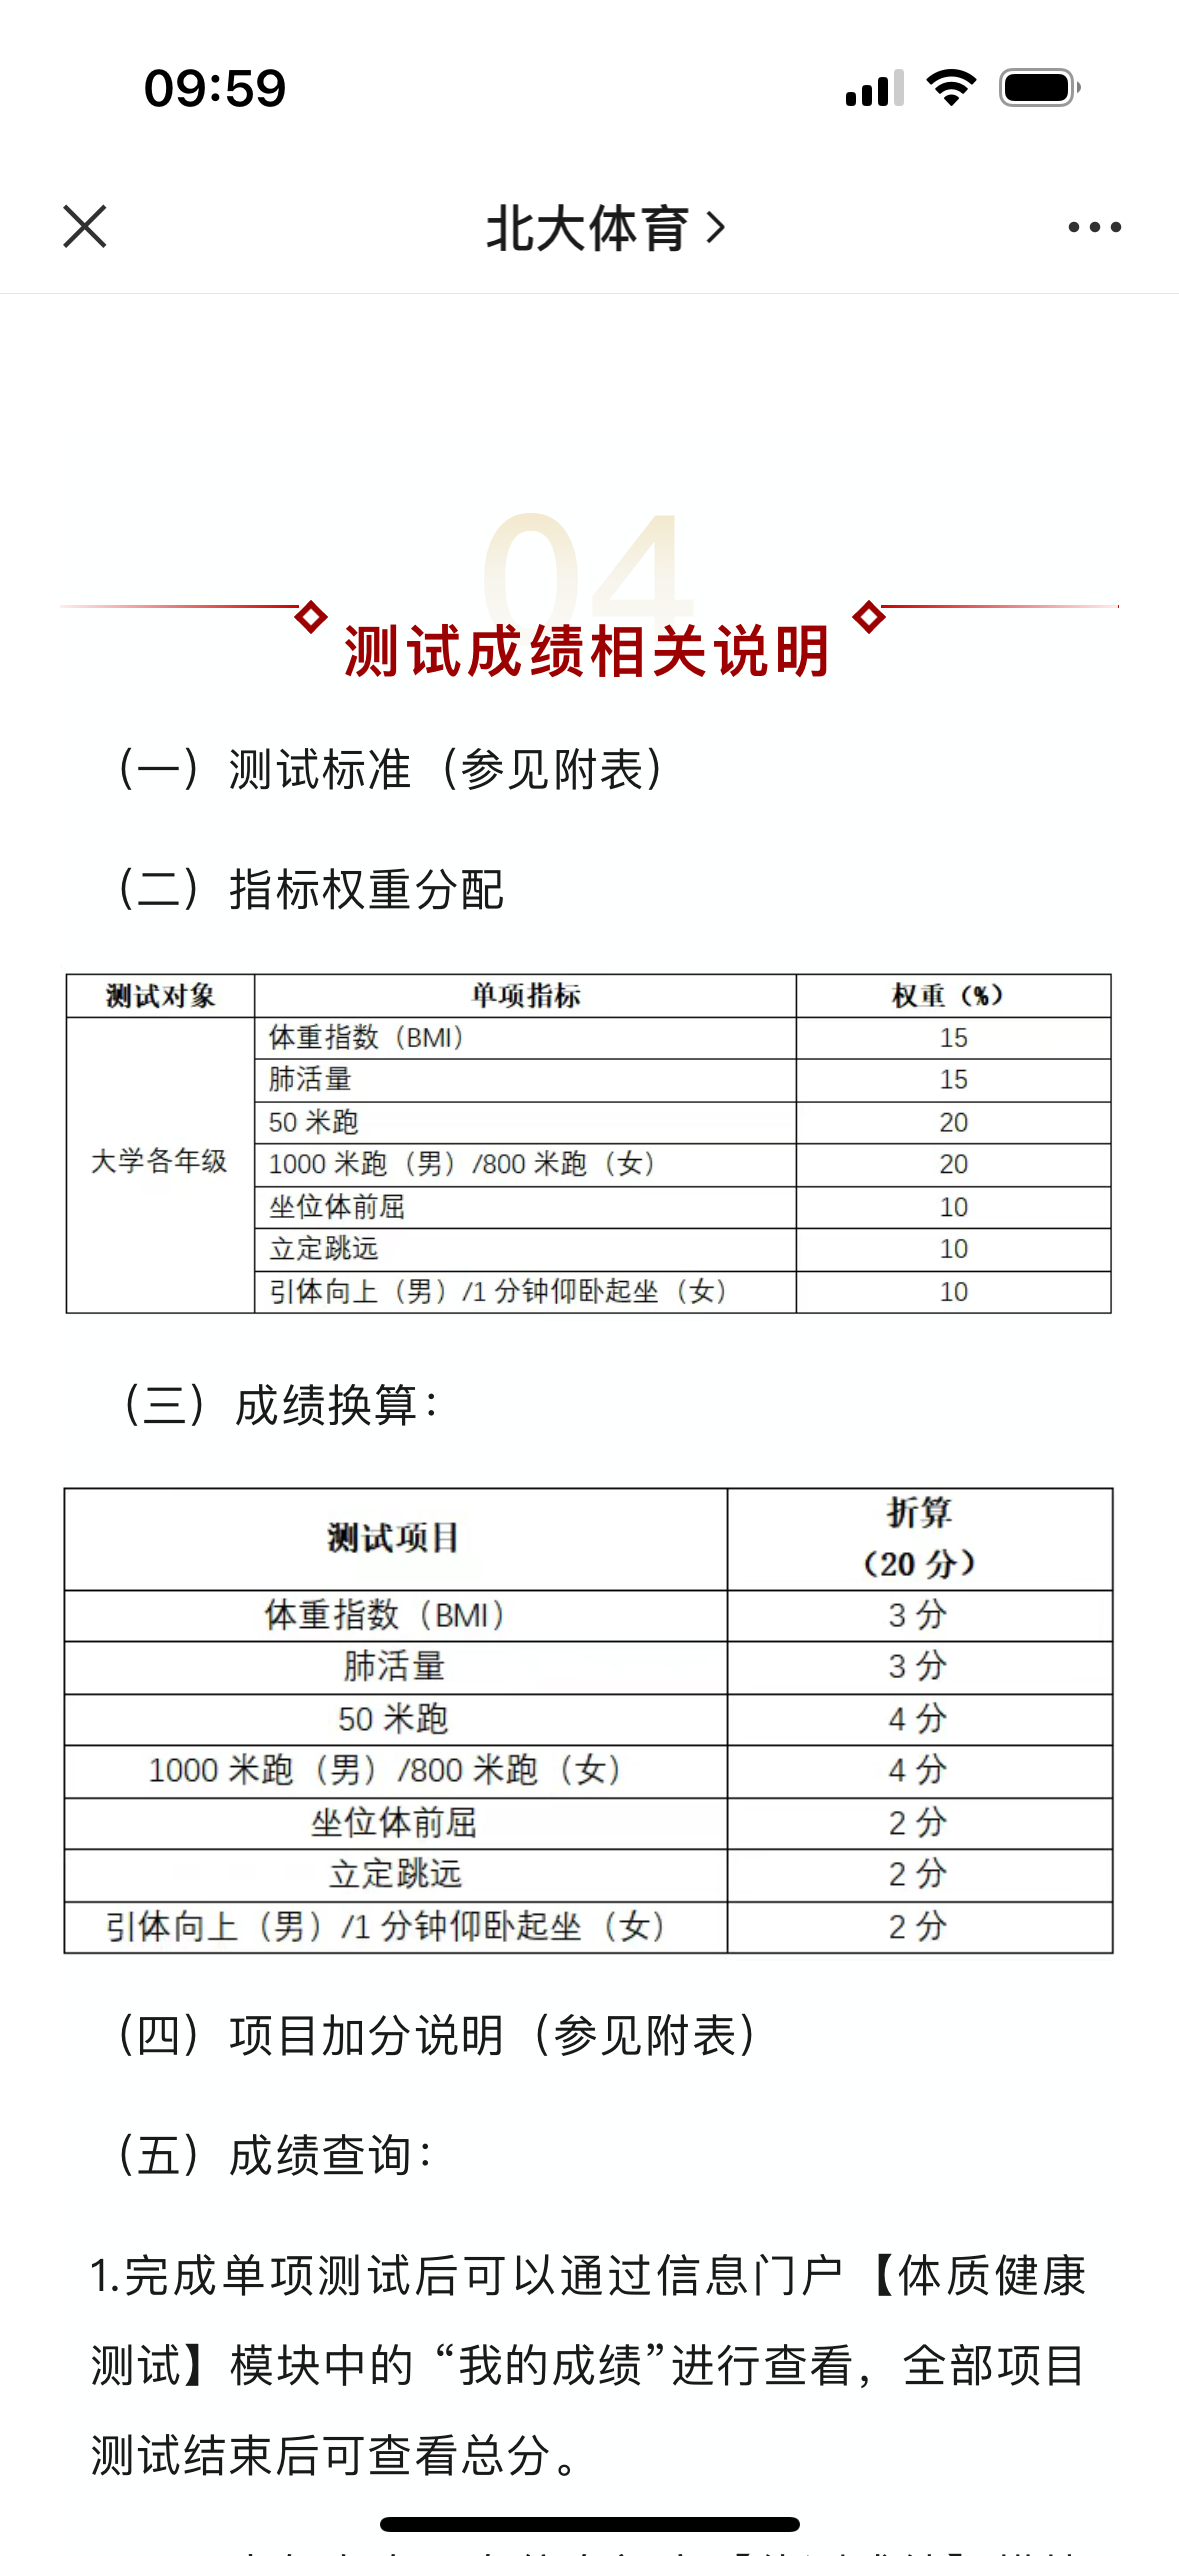 09:59
北大体育
04
测试成绩相关说明
（一）测试标准（参见附表）
（二）指标权重分配
测试对象 单项指标 权重（%）
大学各年级
体重指数（BMI） 15
肺活量 15
50 米跑 20
1000 米跑（男）/800 米跑（女） 20
坐位体前屈 10
立定跳远 10
引体向上（男）/1 分钟仰卧起坐（女） 10
（三）成绩换算：
测试项目 折算
（20 分）
体重指数（BMI） 3 分
肺活量 3 分
50 米跑 4 分
1000 米跑（男）/800 米跑（女） 4 分
坐位体前屈 2 分
立定跳远 2 分
引体向上（男）/1 分钟仰卧起坐（女） 2 分
（四）项目加分说明（参见附表）
（五）成绩查询：
1.完成单项测试后可以通过信息门户【体质健康
测试】模块中的“我的成绩”进行查看，全部项目
测试结束后可查看总分。